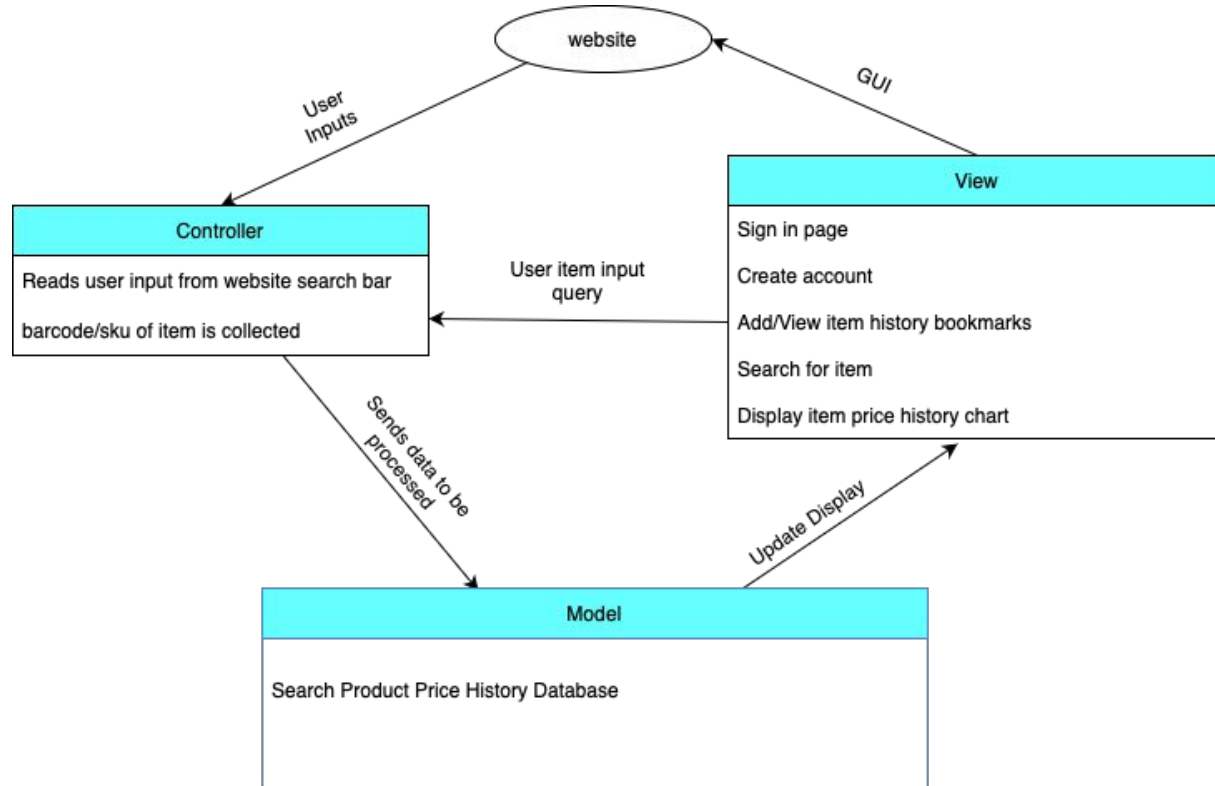 website
User
Inputs
GUI
View
Sign in page
Create account
Add/View item history bookmarks
Search for item
Display item price history chart
Controller
Reads user input from website search bar
barcode/sku of item is collected
User item input
query
Sends data to be
processed
Update Display
Model
Search Product Price History Database